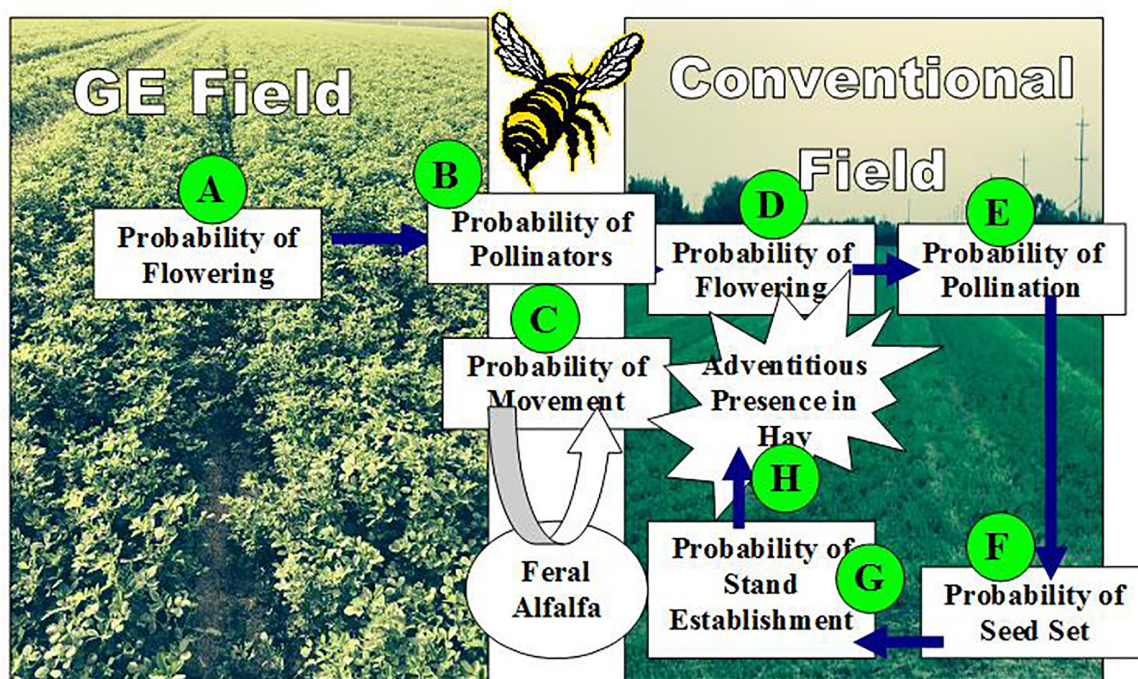 GE Field
Conventional
Field
A
Probability of
Flowering
B
Probability of
Pollinators
C
Probability of
Movement
Feral
Alfalfa
D
Probability of
Flowering
E
Probability of
Pollination
F
Probability of
Seed Set
G
Probability of
Stand
Establishment
H
Adventitious
Presence in
Hay